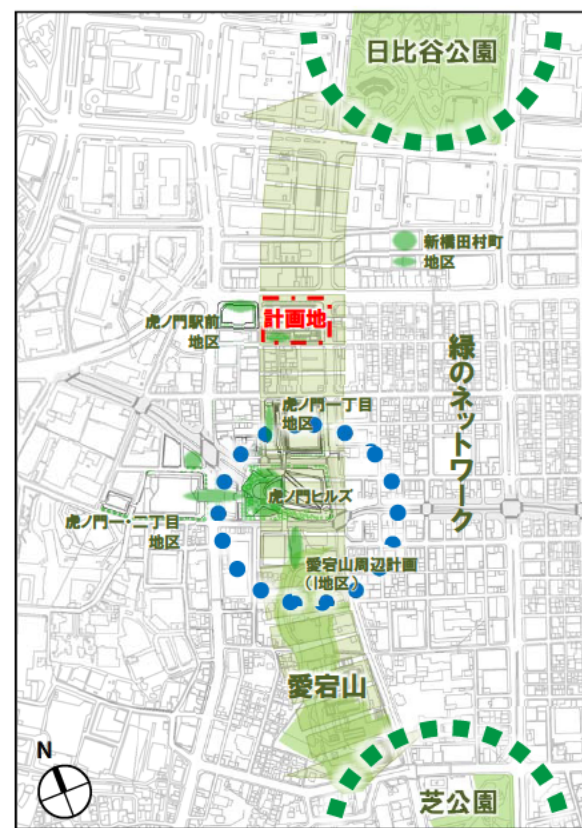 日比谷公園
新橋田村町
地区
計画地
虎ノ門駅前
地区
緑のネットワーク
虎ノ門一丁目
地区
虎ノ門ヒルズ
虎ノ門一・二丁目
地区
愛宕山周辺計画
(I地区)
愛宕山
N
芝公園